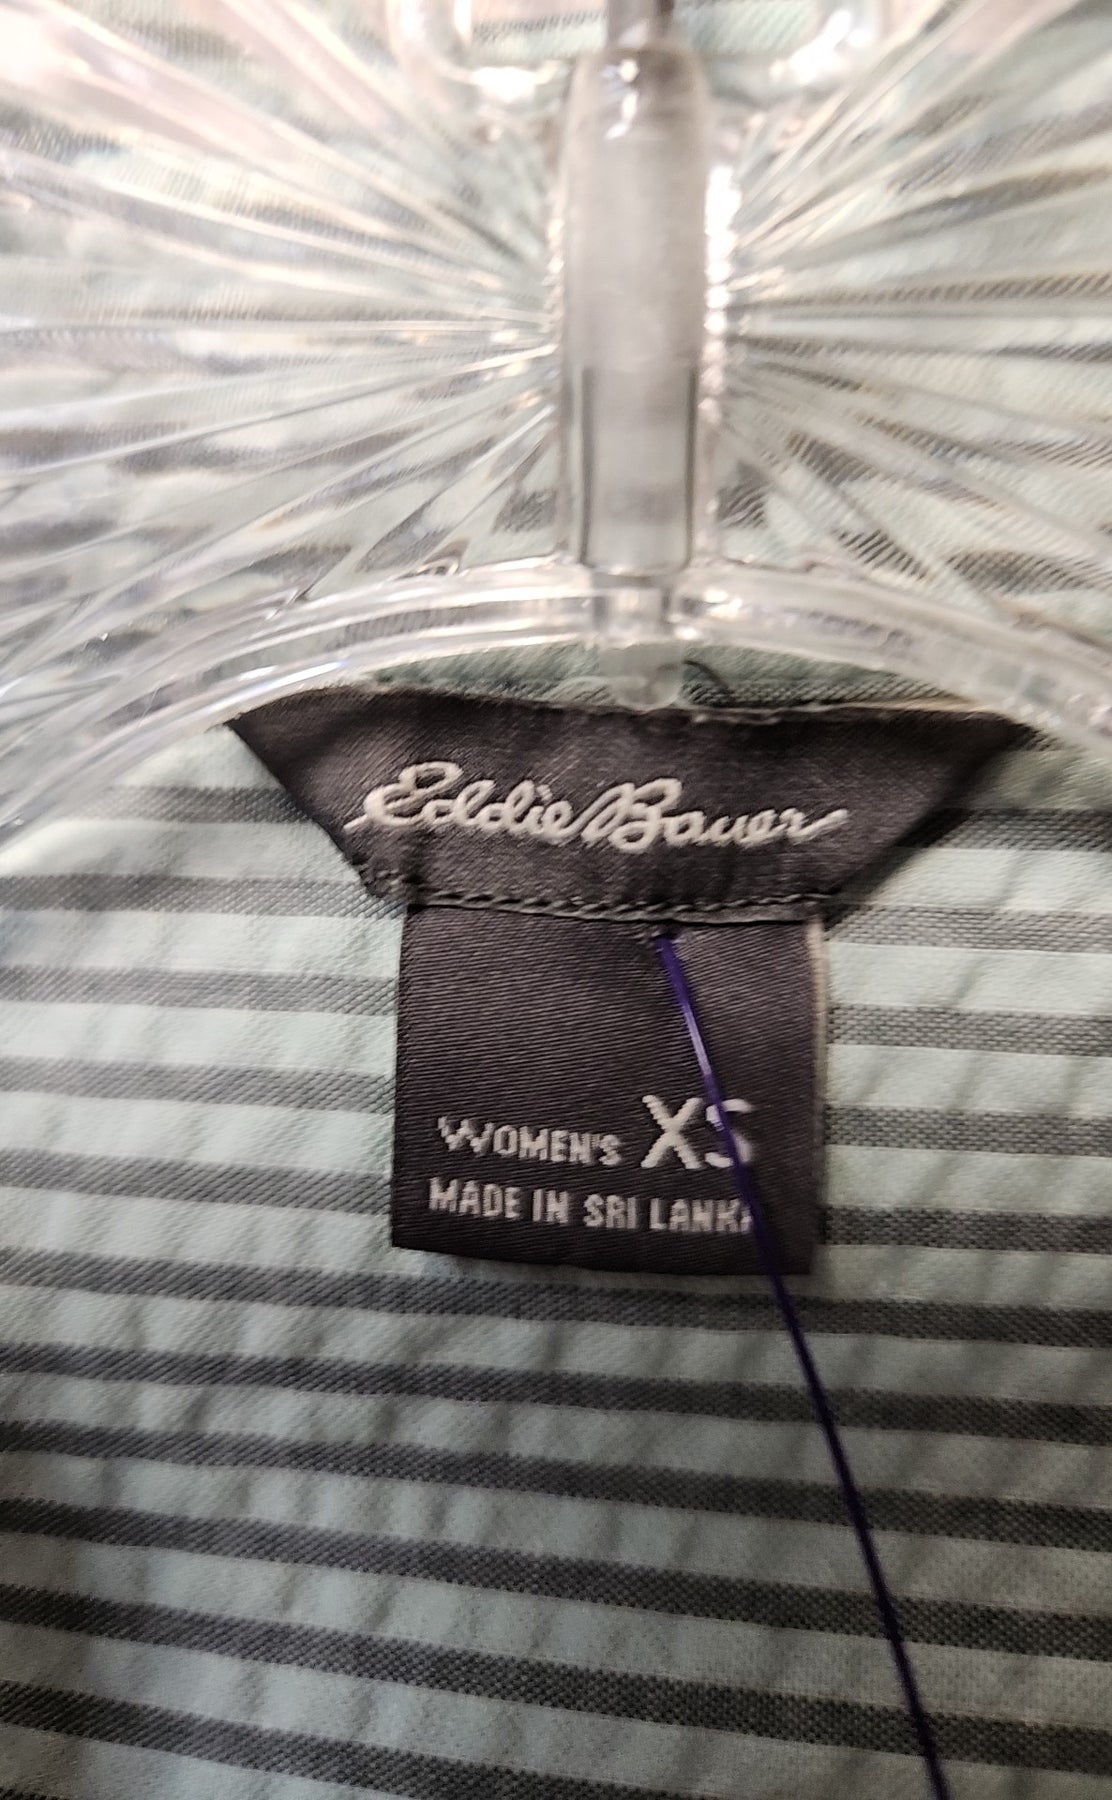 Eddie Bauer
WOMEN'S XS
MADE IN SRI LANKA